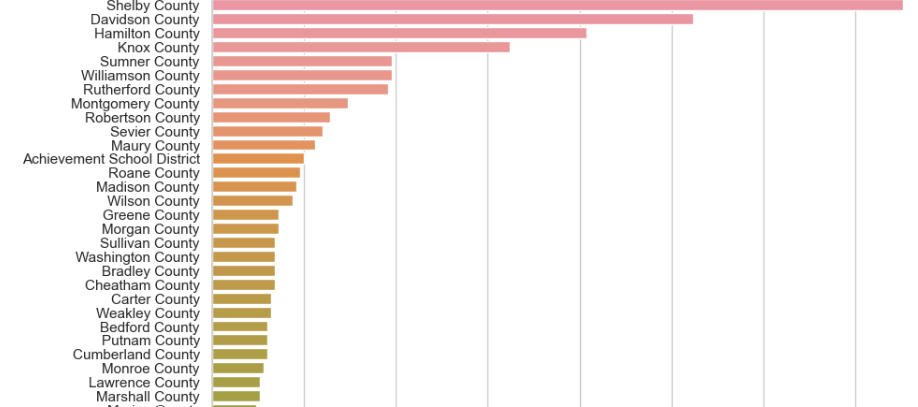 Shelby County
Davidson County
Hamilton County
Knox County
Sumner County
Williamson County
Rutherford County
Montgomery County
Robertson County
Sevier County
Maury County
Achievement School District
Roane County
Madison County
Wilson County
Greene County
Morgan County
Sullivan County
Washington County
Bradley County
Cheatham County
Carter County
Weakley County
Bedford County
Putnam County
Cumberland County
Monroe County
Lawrence County
Marshall County